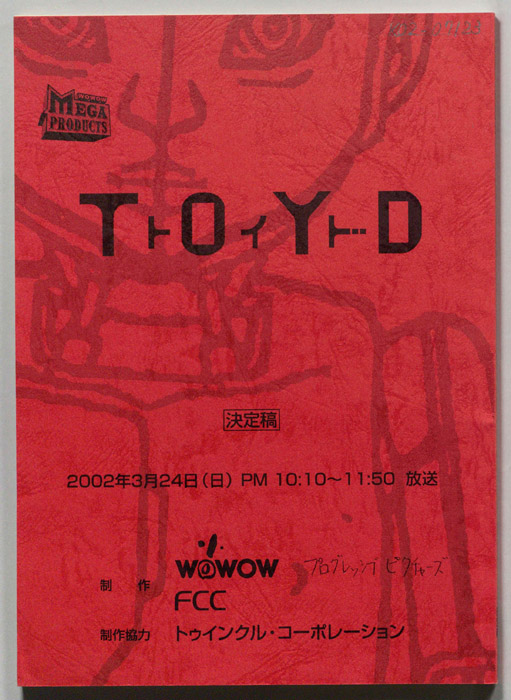 WOWOW
MEGA
PRODUCTS
TトOイYドD
決定稿
2002年3月24日(日) PM 10:10〜11:50 放送
WOWOW プログレッシブ ピクチャーズ
制作 FCC
制作協力 トゥインクル・コーポレーション